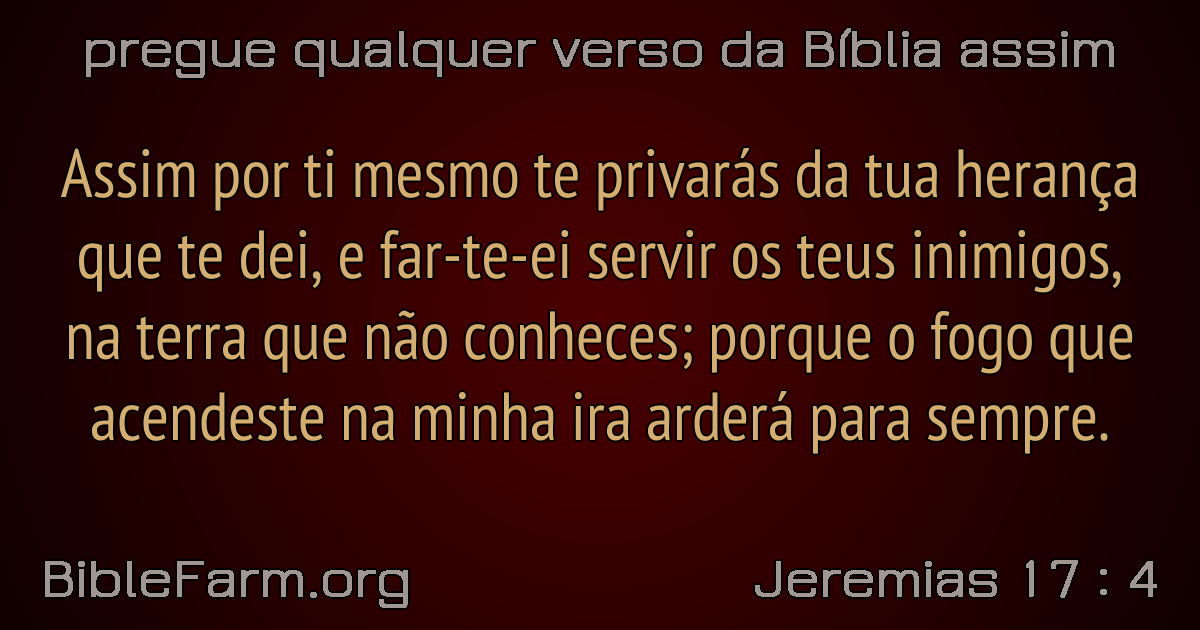 pregue qualquer verso da Bíblia assim
Assim por ti mesmo te privarás da tua herança
que te dei, e far-te-ei servir os teus inimigos,
na terra que não conheces; porque o fogo que
acendeste na minha ira arderá para sempre.
BibleFarm.org
Jeremias 17 : 4